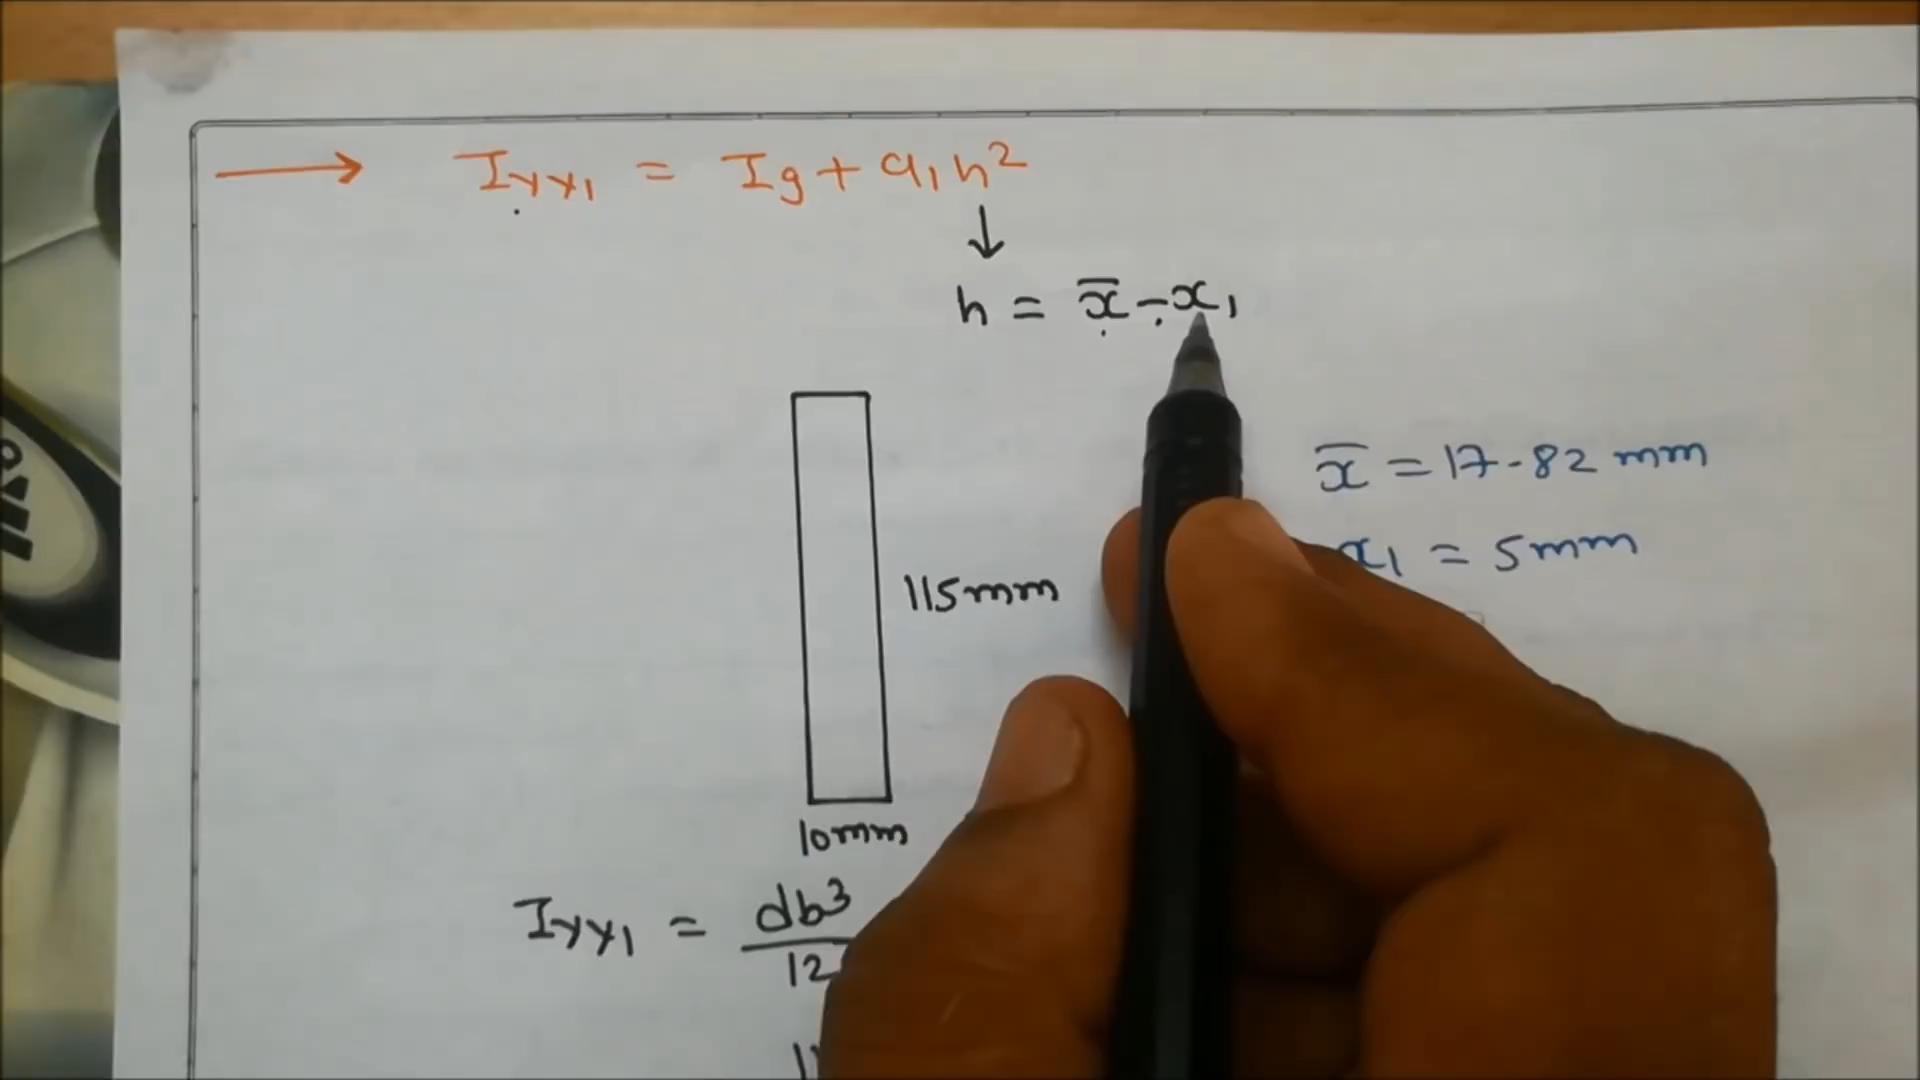 → Iyy1 = Ig + a1h²
↓
h = x̄ - x1
x̄ = 17.82 mm
x1 = 5mm
115mm
10mm
Iyy1 = db³/12